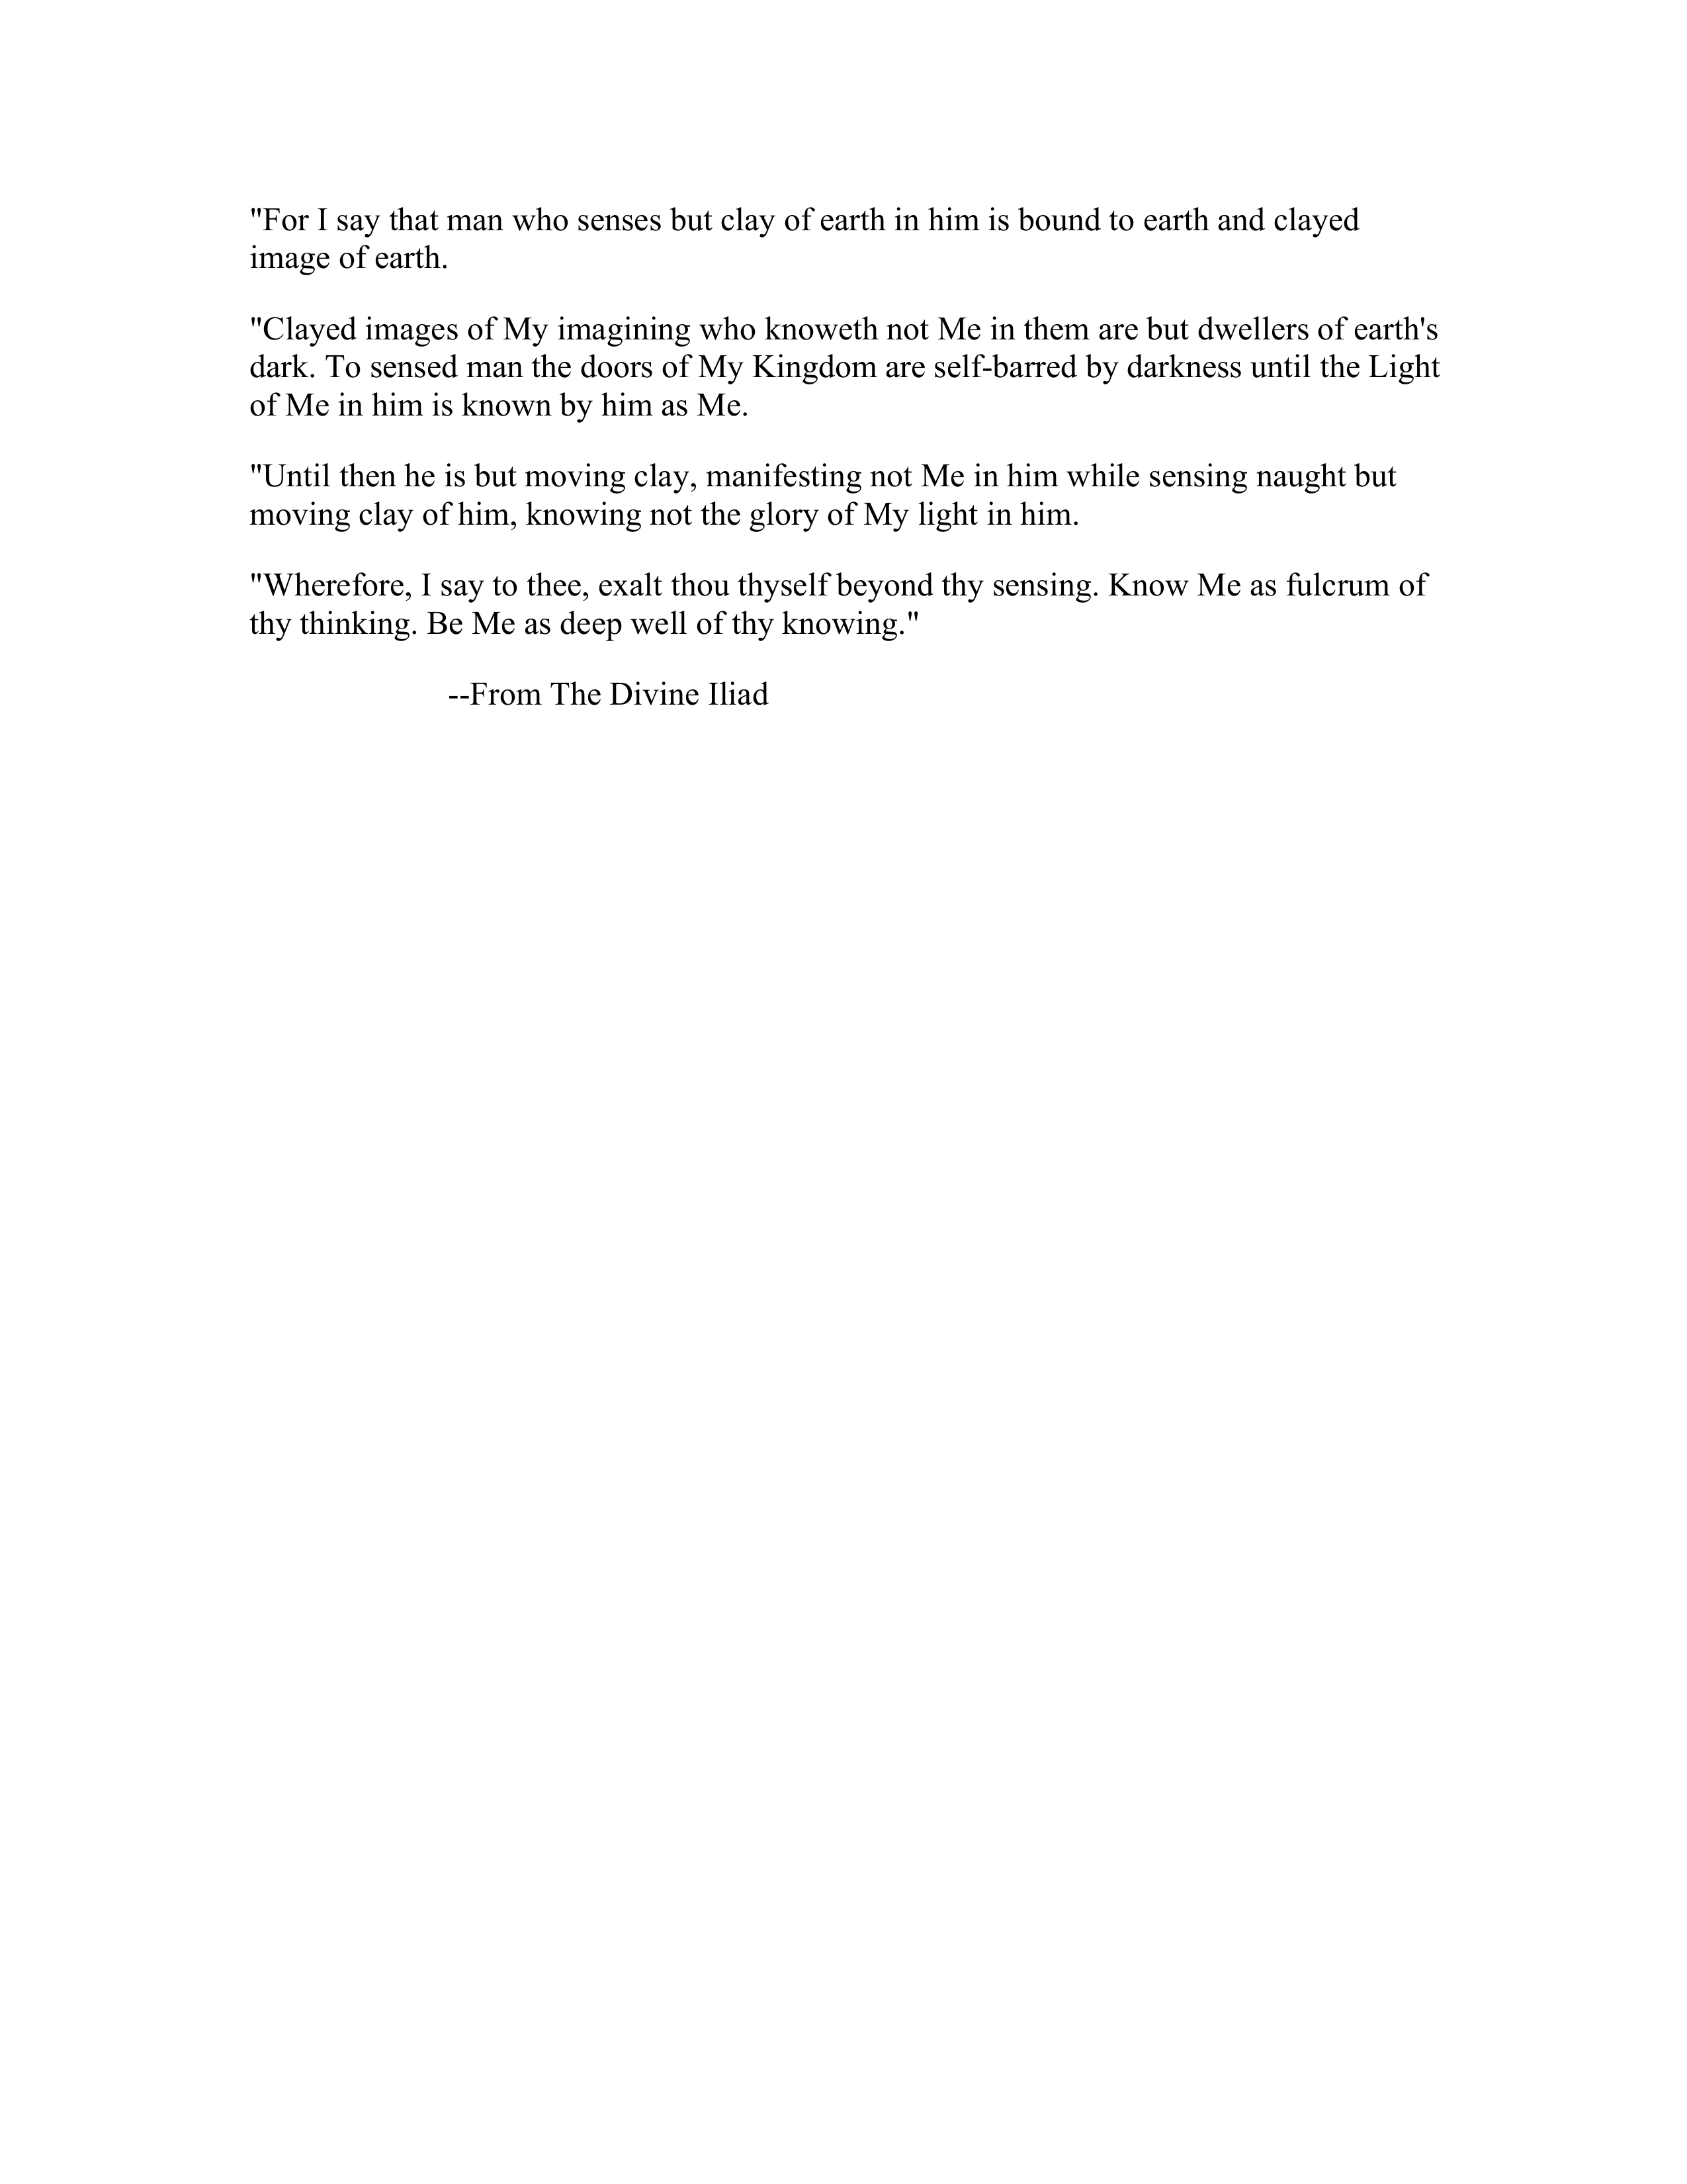 "For I say that man who senses but clay of earth in him is bound to earth and clayed
image of earth.
"Clayed images of My imagining who knoweth not Me in them are but dwellers of earth's
dark. To sensed man the doors of My Kingdom are self-barred by darkness until the Light
of Me in him is known by him as Me.
"Until then he is but moving clay, manifesting not Me in him while sensing naught but
moving clay of him, knowing not the glory of My light in him.
"Wherefore, I say to thee, exalt thou thyself beyond thy sensing. Know Me as fulcrum of
thy thinking. Be Me as deep well of thy knowing."
--From The Divine Iliad